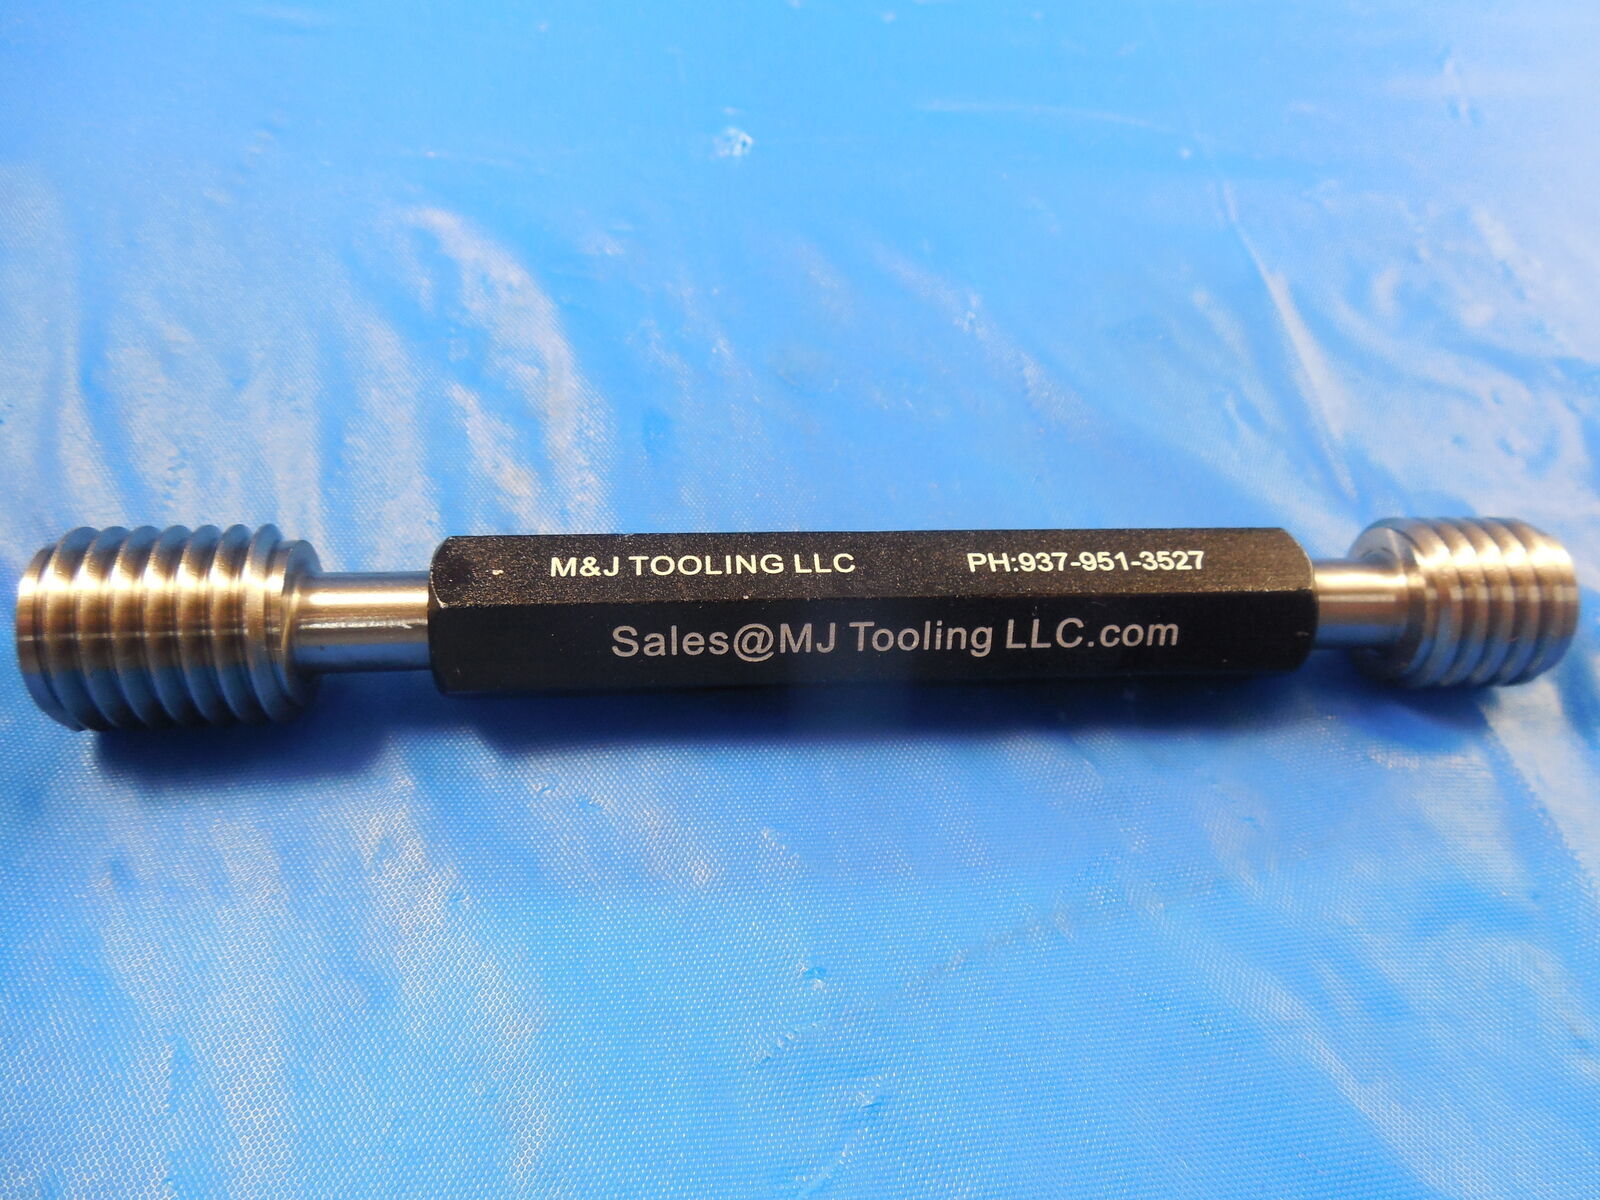 M&J TOOLING LLC PH:937-951-3527
Sales@MJ Tooling LLC.com